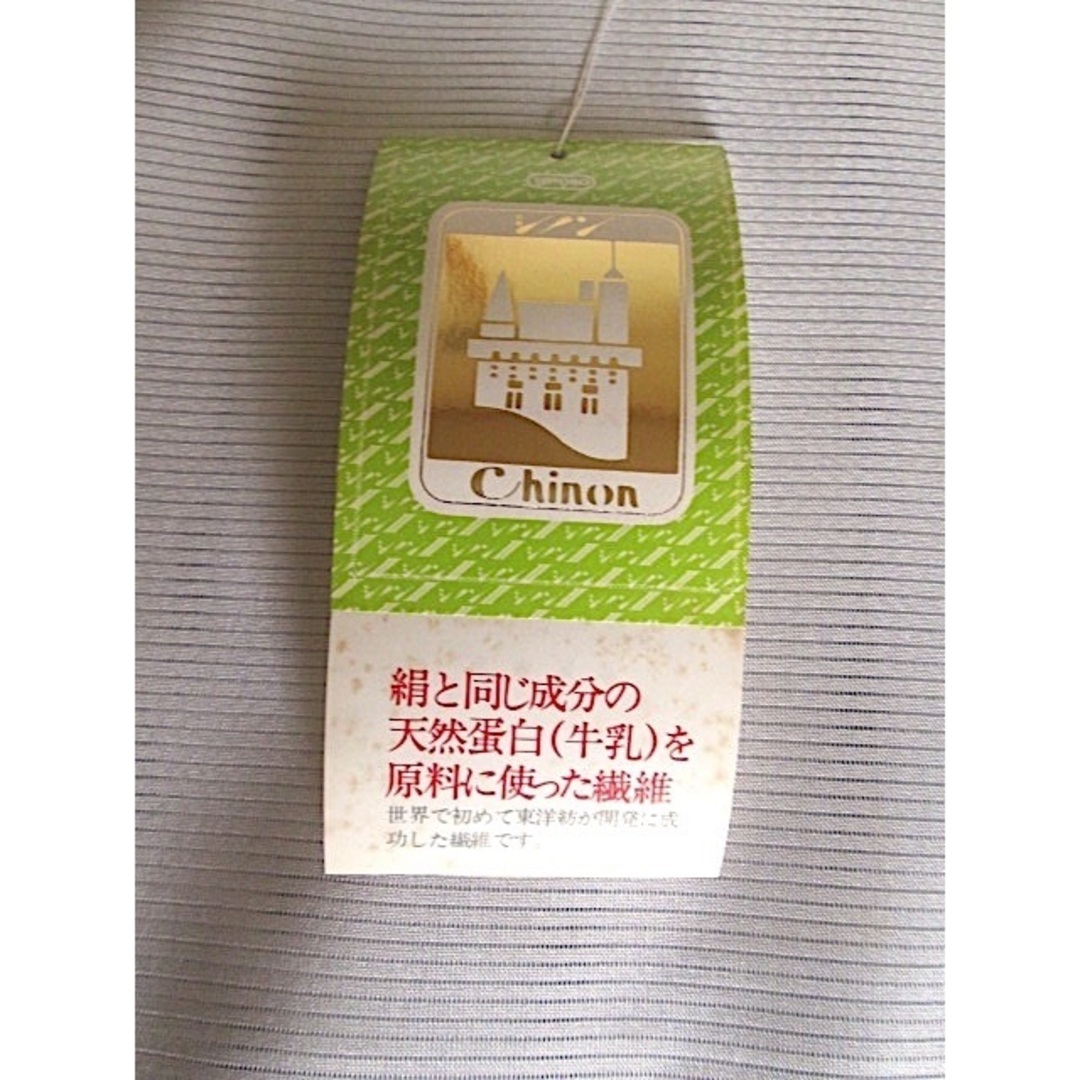 シノン
Chinon
絹と同じ成分の
天然蛋白(牛乳)を
原料に使った繊維
世界で初めて東洋紡が開発に成
功した繊維です。